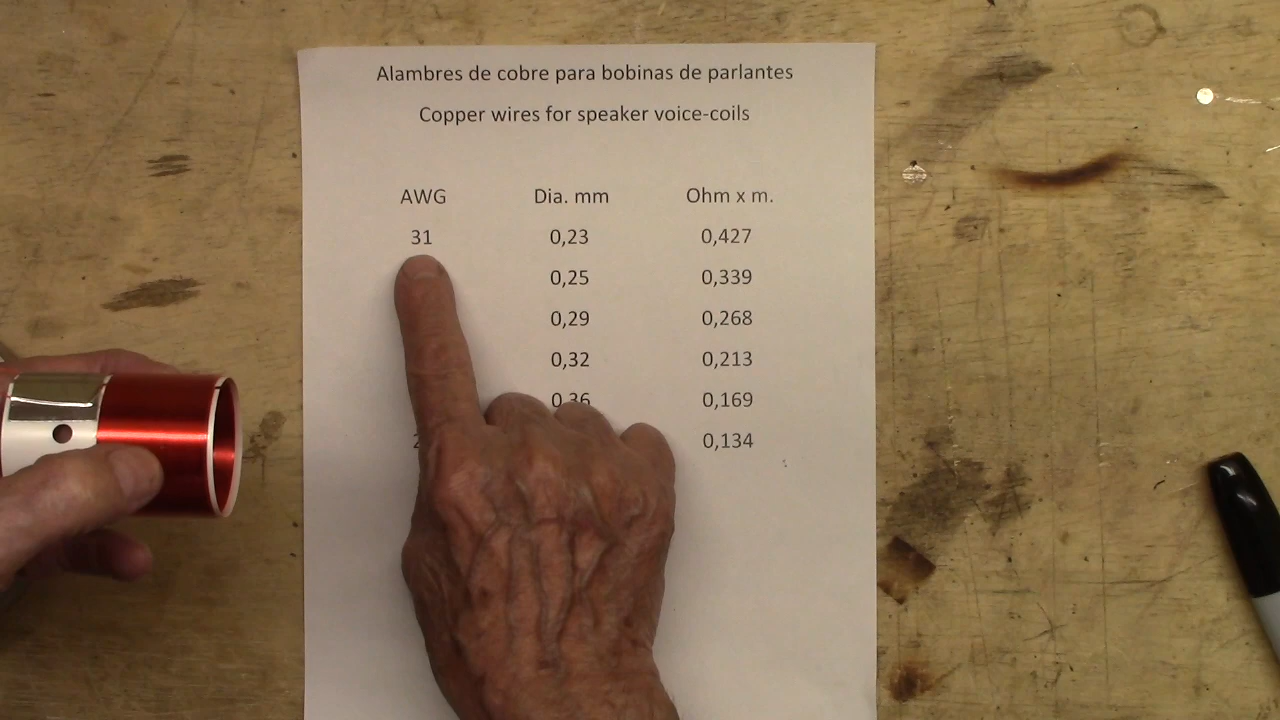 Alambres de cobre para bobinas de parlantes
Copper wires for speaker voice-coils
AWG Dia. mm Ohm x m.
31 0,23 0,427
0,25 0,339
0,29 0,268
0,32 0,213
0,36 0,169
0,134